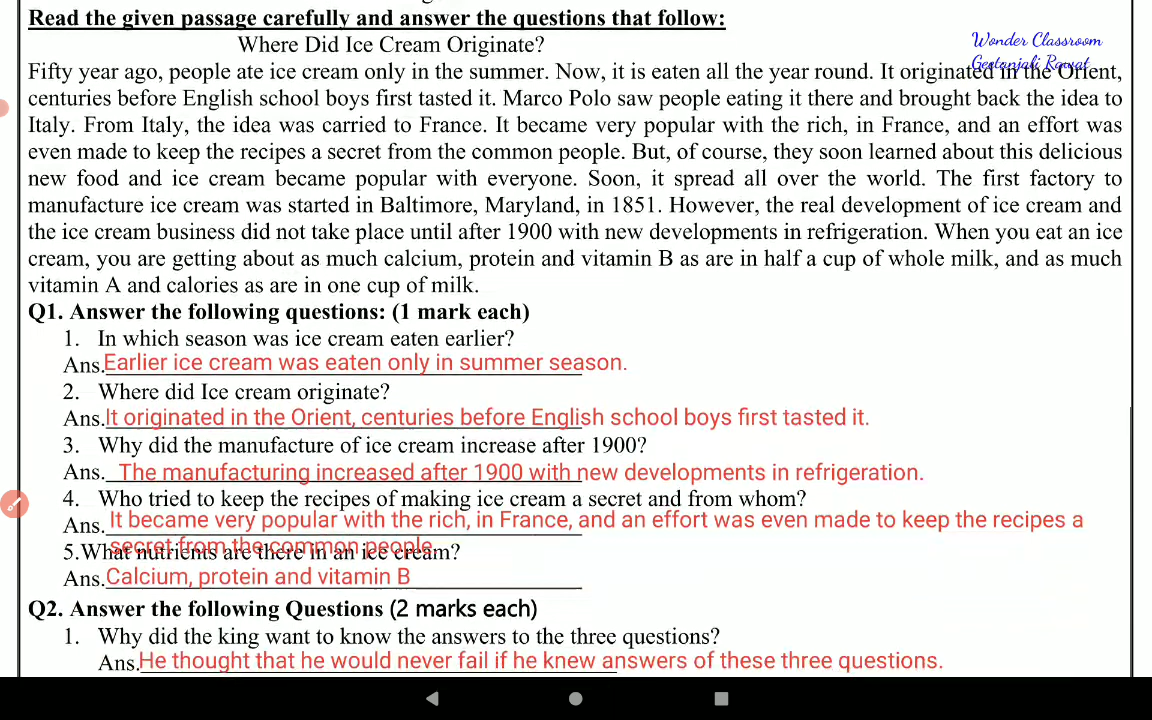 Read the given passage carefully and answer the questions that follow:
Where Did Ice Cream Originate?
Wonder Classroom
Geetanjali Rawat
Fifty year ago, people ate ice cream only in the summer. Now, it is eaten all the year round. It originated in the Orient,
centuries before English school boys first tasted it. Marco Polo saw people eating it there and brought back the idea to
Italy. From Italy, the idea was carried to France. It became very popular with the rich, in France, and an effort was
even made to keep the recipes a secret from the common people. But, of course, they soon learned about this delicious
new food and ice cream became popular with everyone. Soon, it spread all over the world. The first factory to
manufacture ice cream was started in Baltimore, Maryland, in 1851. However, the real development of ice cream and
the ice cream business did not take place until after 1900 with new developments in refrigeration. When you eat an ice
cream, you are getting about as much calcium, protein and vitamin B as are in half a cup of whole milk, and as much
vitamin A and calories as are in one cup of milk.
Q1. Answer the following questions: (1 mark each)
1. In which season was ice cream eaten earlier?
Ans.Earlier ice cream was eaten only in summer season.
2. Where did Ice cream originate?
Ans.It originated in the Orient, centuries before English school boys first tasted it.
3. Why did the manufacture of ice cream increase after 1900?
Ans. The manufacturing increased after 1900 with new developments in refrigeration.
4. Who tried to keep the recipes of making ice cream a secret and from whom?
Ans. It became very popular with the rich, in France, and an effort was even made to keep the recipes a
secret from the common people
5.What nutrients are there in an ice cream?
Ans.Calcium, protein and vitamin B
Q2. Answer the following Questions (2 marks each)
1. Why did the king want to know the answers to the three questions?
Ans.He thought that he would never fail if he knew answers of these three questions.